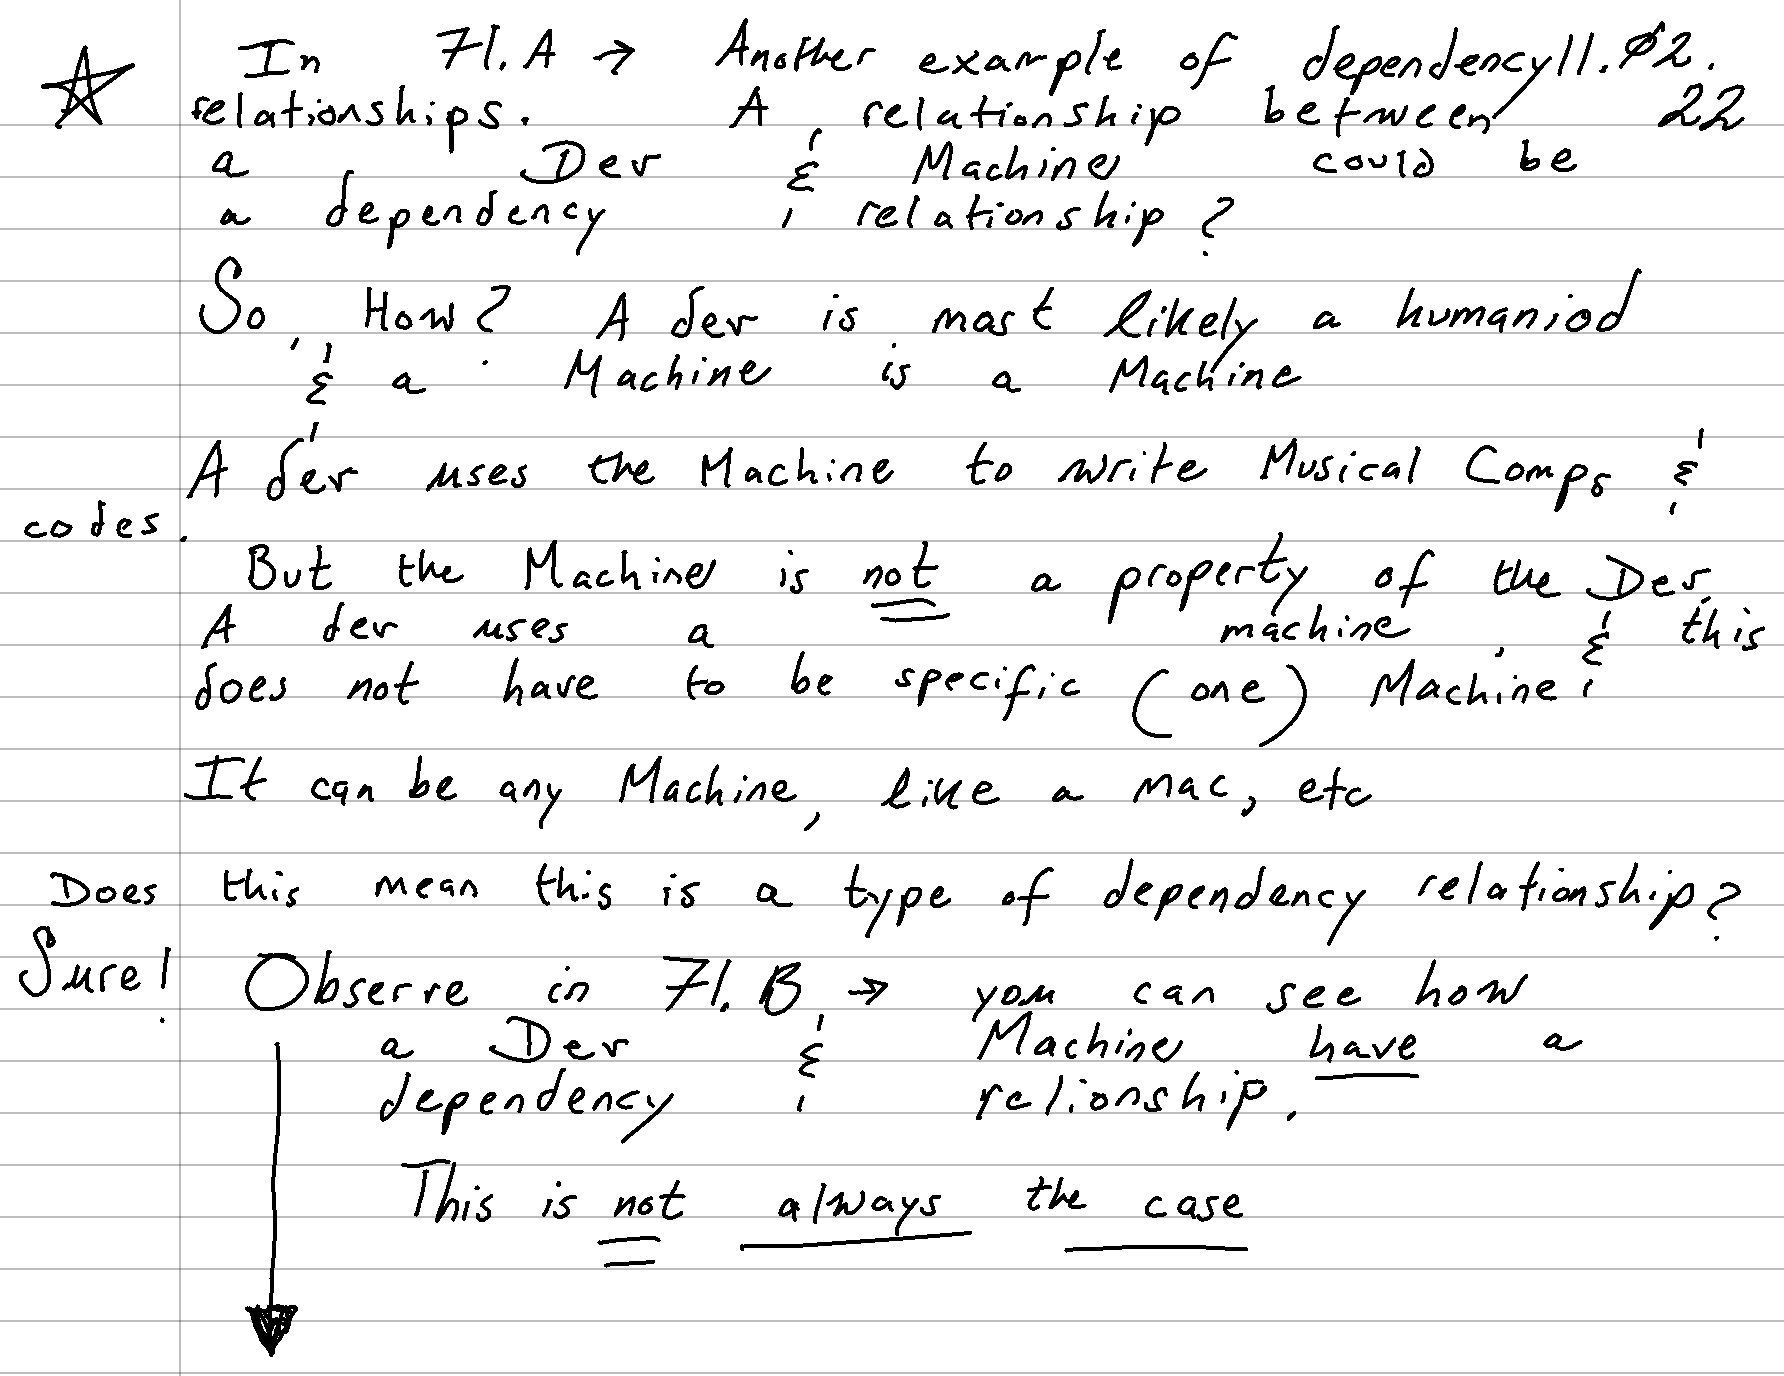 In 71.A → Another example of dependency 11.02.
relationships. A relationship between 22
a Dev & Machine could be
a dependency relationship?
So, How? A dev is most likely a humaniod
& a Machine is a Machine
A dev uses the Machine to write Musical Comps &
codes.
But the Machine is not a property of the Dev.
A dev uses a machine, & this
does not have to be specific (one) Machine
It can be any Machine, like a mac, etc
Does this mean this is a type of dependency relationship?
Sure! Observe in 71.B → you can see how
a Dev & Machine have a
dependency relionship.
This is not always the case